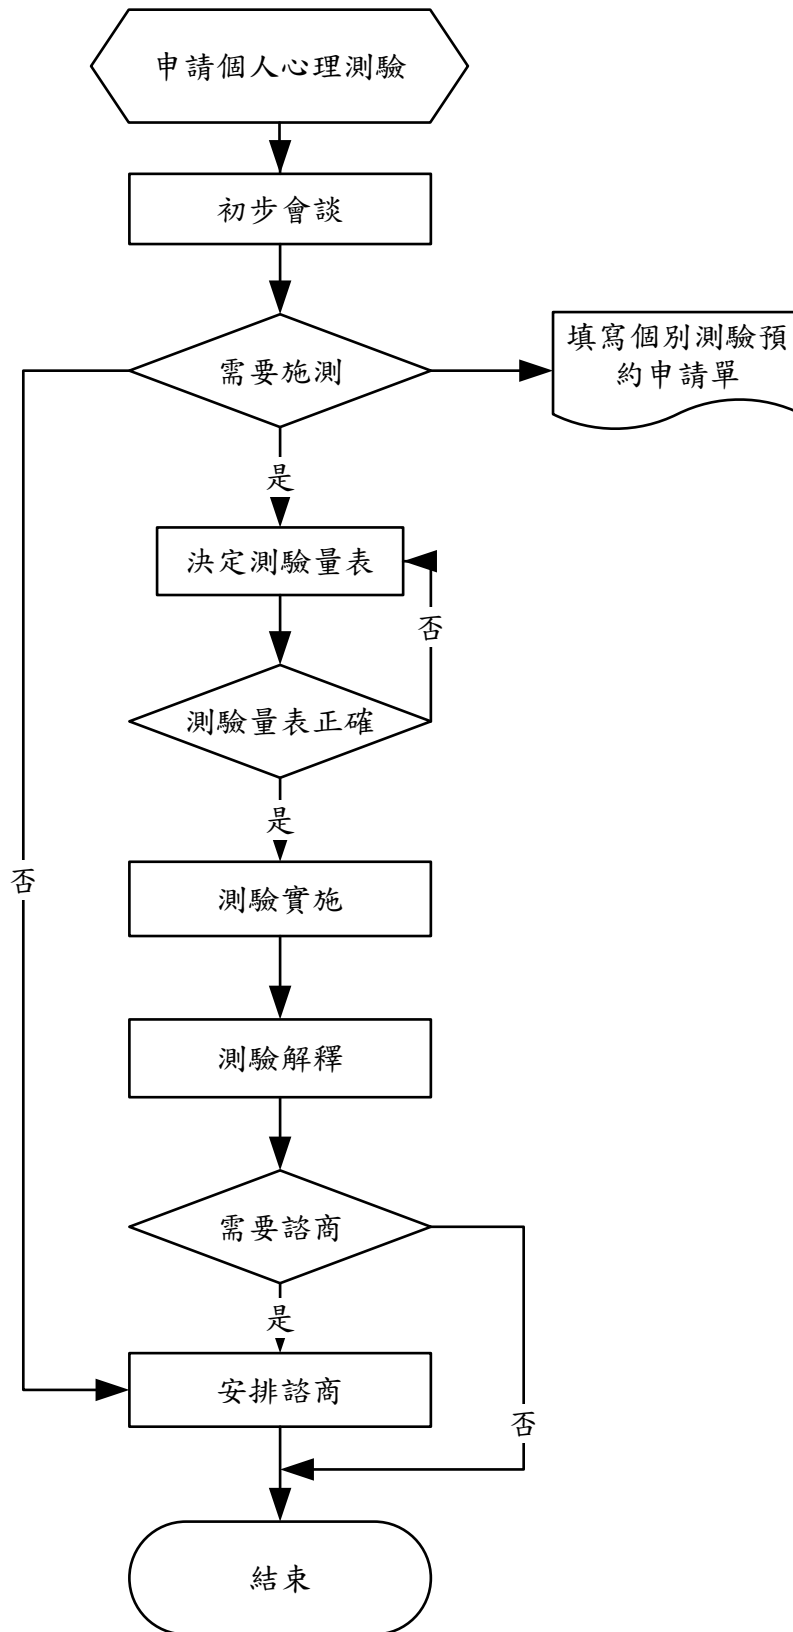 申請個人心理測驗
初步會談
需要施測
填寫個別測驗預
約申請單
是
決定測驗量表
否
測驗量表正確
是
否
測驗實施
測驗解釋
需要諮商
是
安排諮商
否
結束